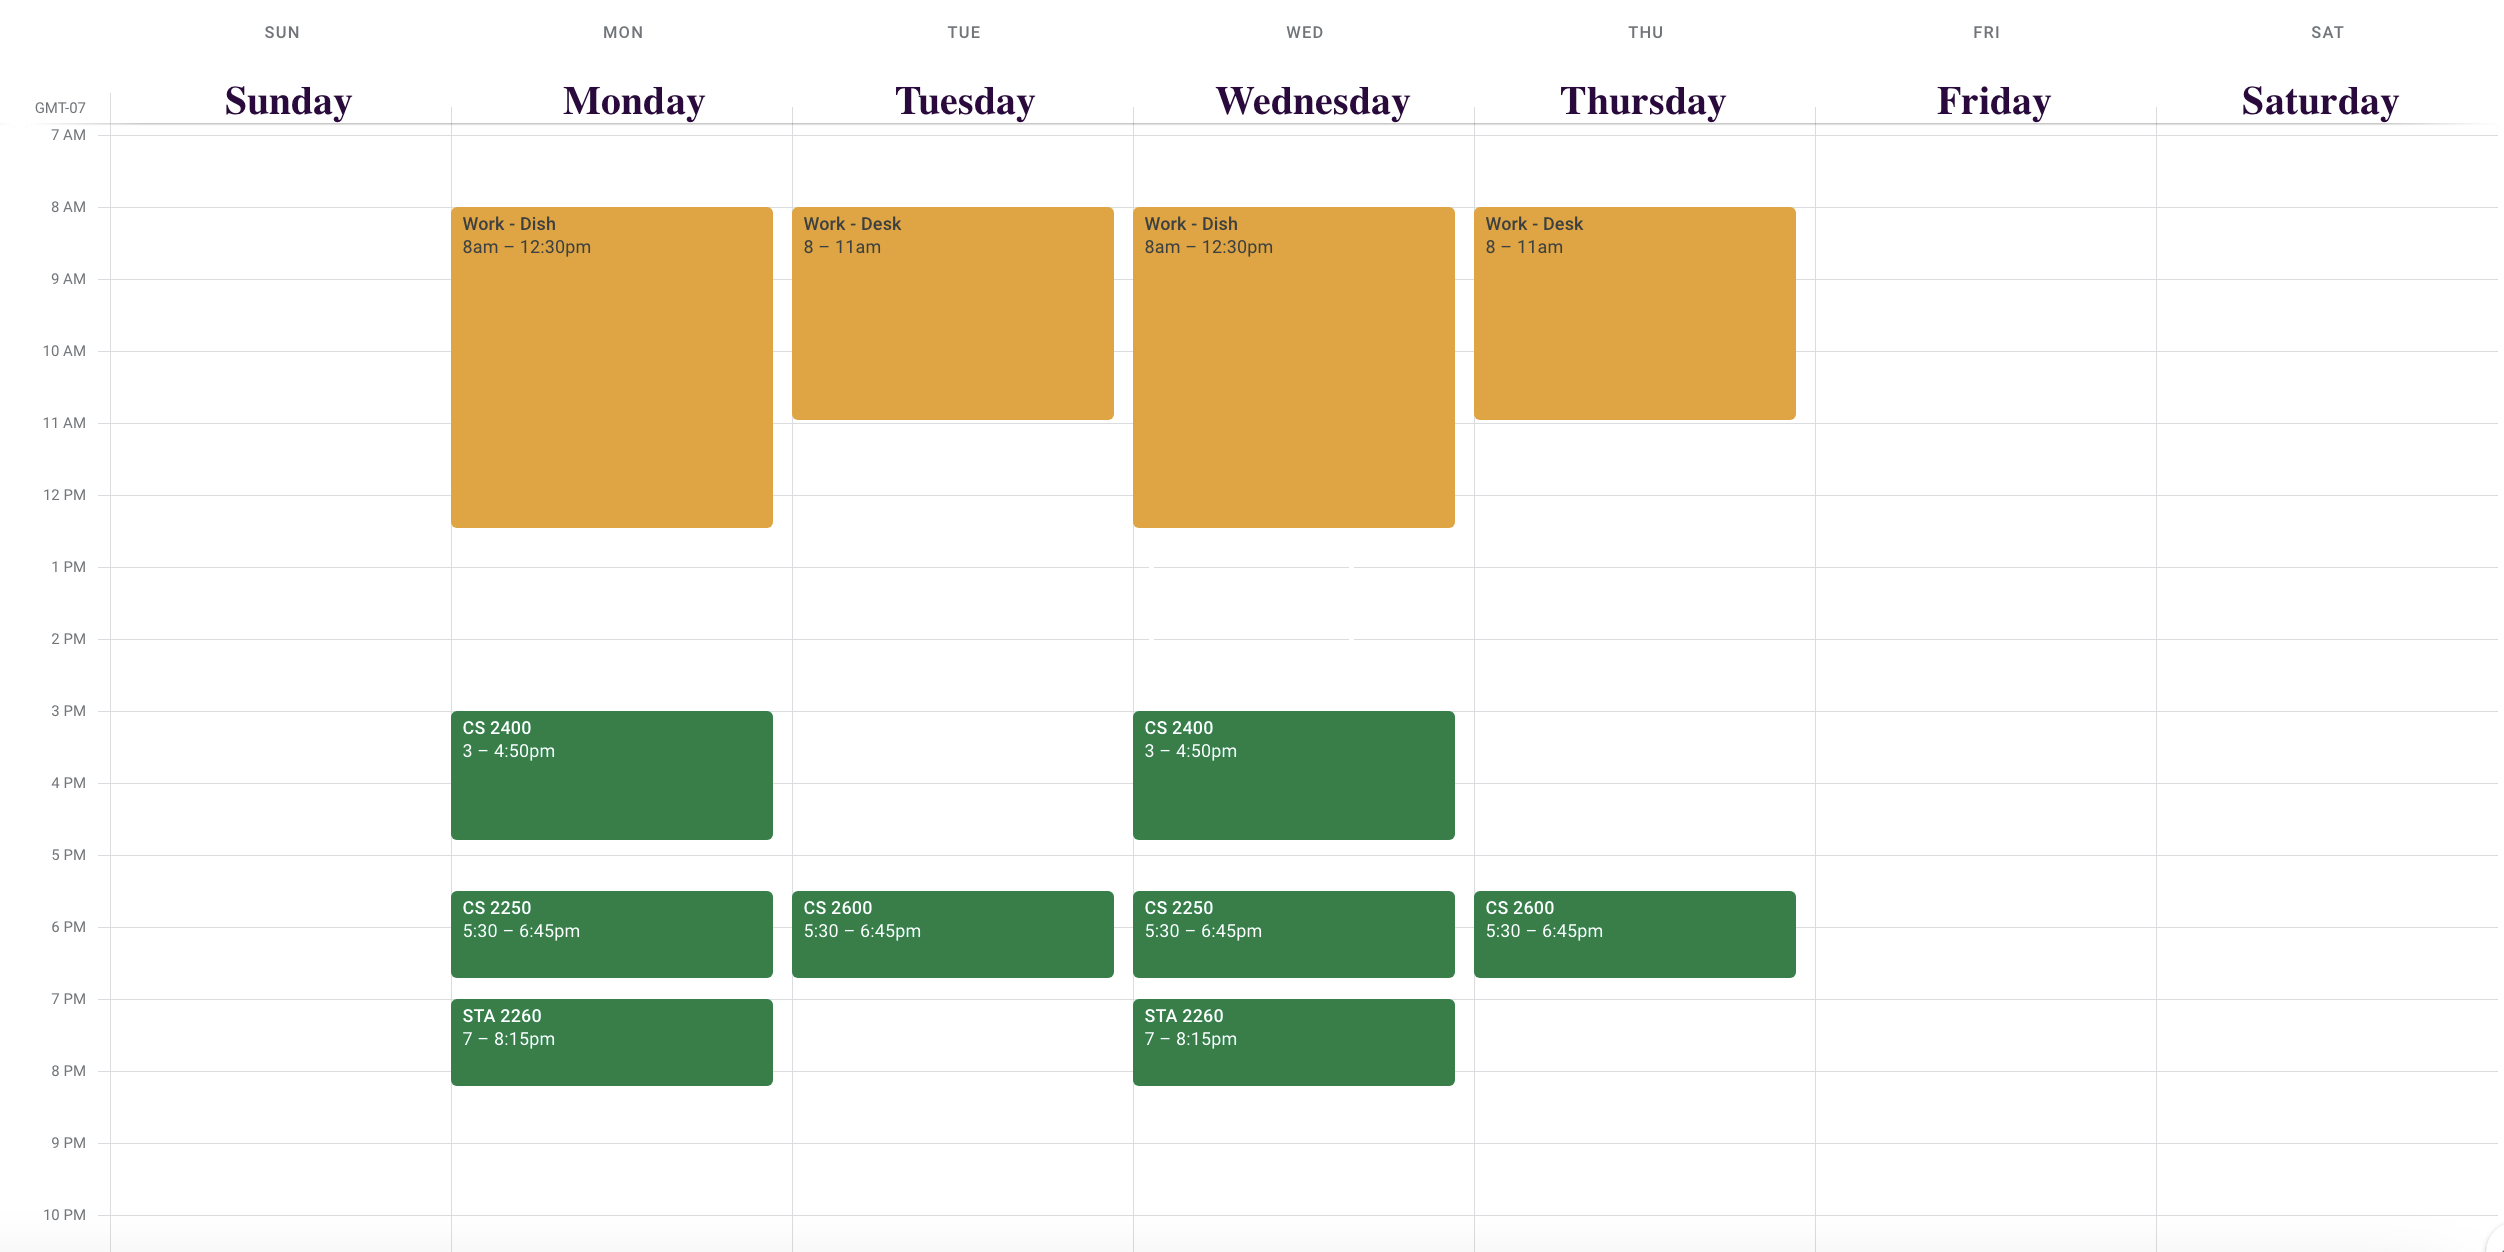 SUN MON TUE WED THU FRI SAT
GMT-07 Sunday Monday Tuesday Wednesday Thursday Friday Saturday
7 AM
8 AM
Work - Dish
8am – 12:30pm
Work - Desk
8 – 11am
Work - Dish
8am – 12:30pm
Work - Desk
8 – 11am
9 AM
10 AM
11 AM
12 PM
1 PM
2 PM
3 PM
CS 2400
3 – 4:50pm
CS 2400
3 – 4:50pm
4 PM
5 PM
CS 2250
5:30 – 6:45pm
CS 2600
5:30 – 6:45pm
CS 2250
5:30 – 6:45pm
CS 2600
5:30 – 6:45pm
6 PM
7 PM
STA 2260
7 – 8:15pm
STA 2260
7 – 8:15pm
8 PM
9 PM
10 PM